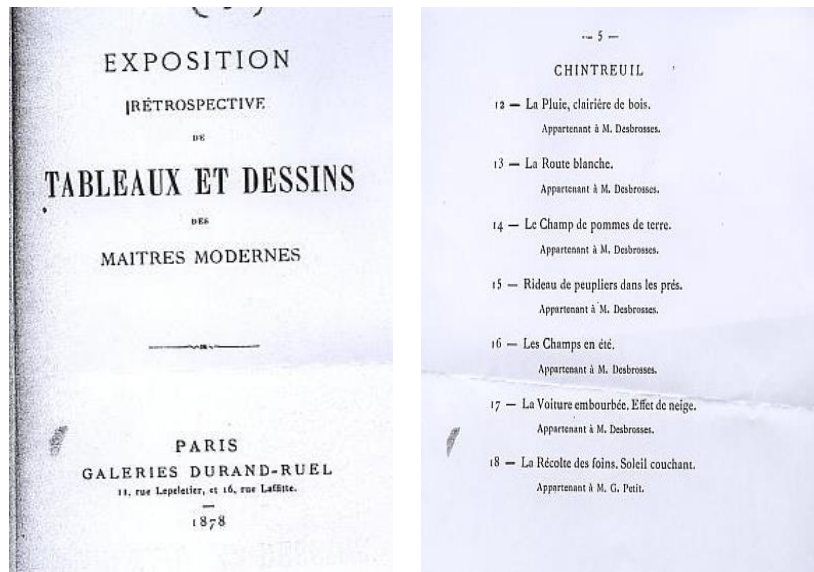 EXPOSITION
RÉTROSPECTIVE
DE
TABLEAUX ET DESSINS
DES
MAITRES MODERNES
PARIS
GALERIES DURAND-RUEL
11, rue Lepeletier, et 16, rue Laffitte.
1878
— 5 —
CHINTREUIL
12 — La Pluie, clairière de bois.
Appartenant à M. Desbrosses.
13 — La Route blanche.
Appartenant à M. Desbrosses.
14 — Le Champ de pommes de terre.
Appartenant à M. Desbrosses.
15 — Rideau de peupliers dans les prés.
Appartenant à M. Desbrosses.
16 — Les Champs en été.
Appartenant à M. Desbrosses.
17 — La Voiture embourbée. Effet de neige.
Appartenant à M. Desbrosses.
18 — La Récolte des foins. Soleil couchant.
Appartenant à M. G. Petit.